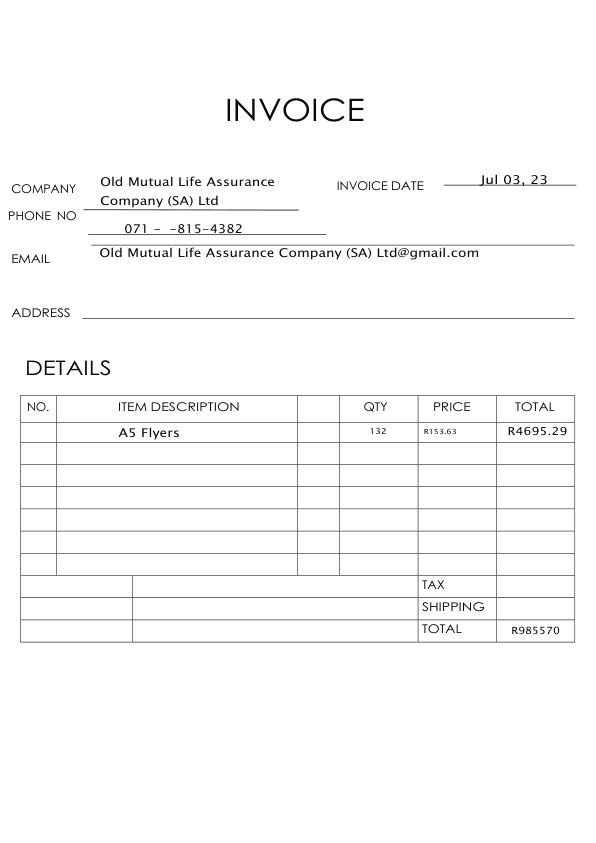 INVOICE
COMPANY Old Mutual Life Assurance INVOICE DATE Jul 03, 23
Company (SA) Ltd
PHONE NO 071 - -815-4382
EMAIL Old Mutual Life Assurance Company (SA) Ltd@gmail.com
ADDRESS
DETAILS
NO. ITEM DESCRIPTION QTY PRICE TOTAL
A5 Flyers 132 R153.63 R4695.29
TAX
SHIPPING
TOTAL R985570